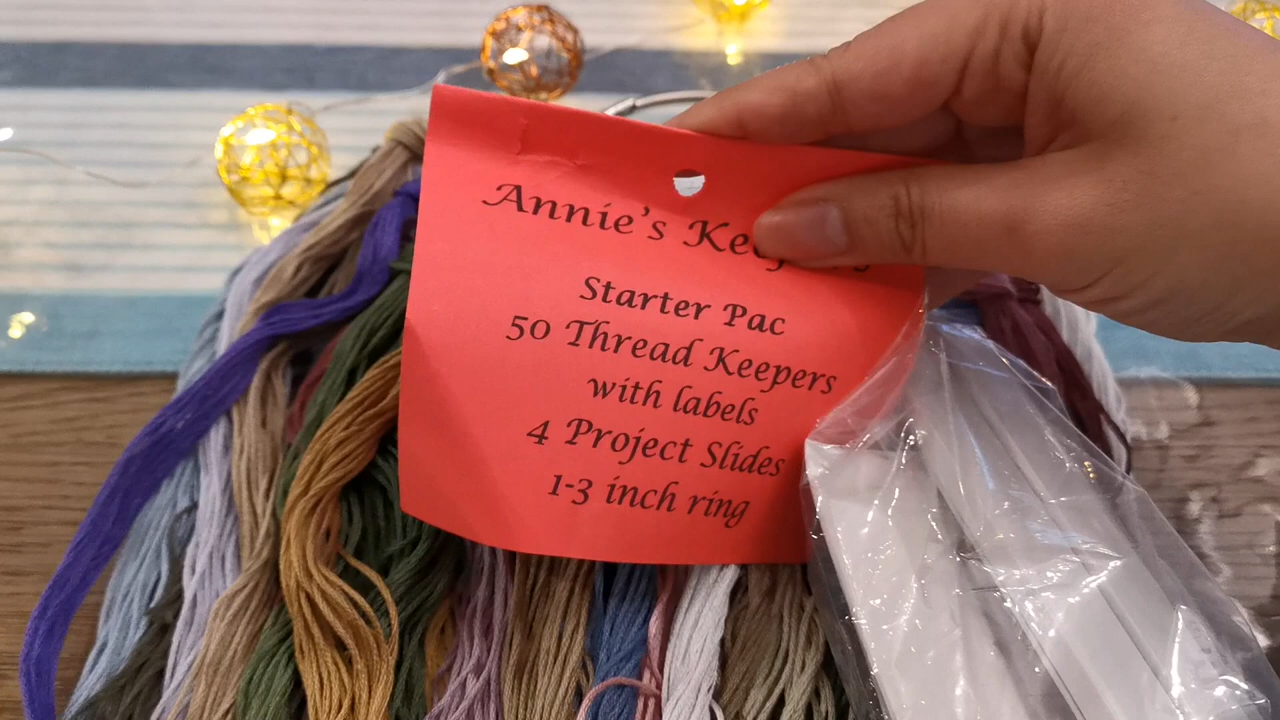 Annie's
Starter Pac
50 Thread Keepers
with labels
4 Project Slides
1-3 inch ring